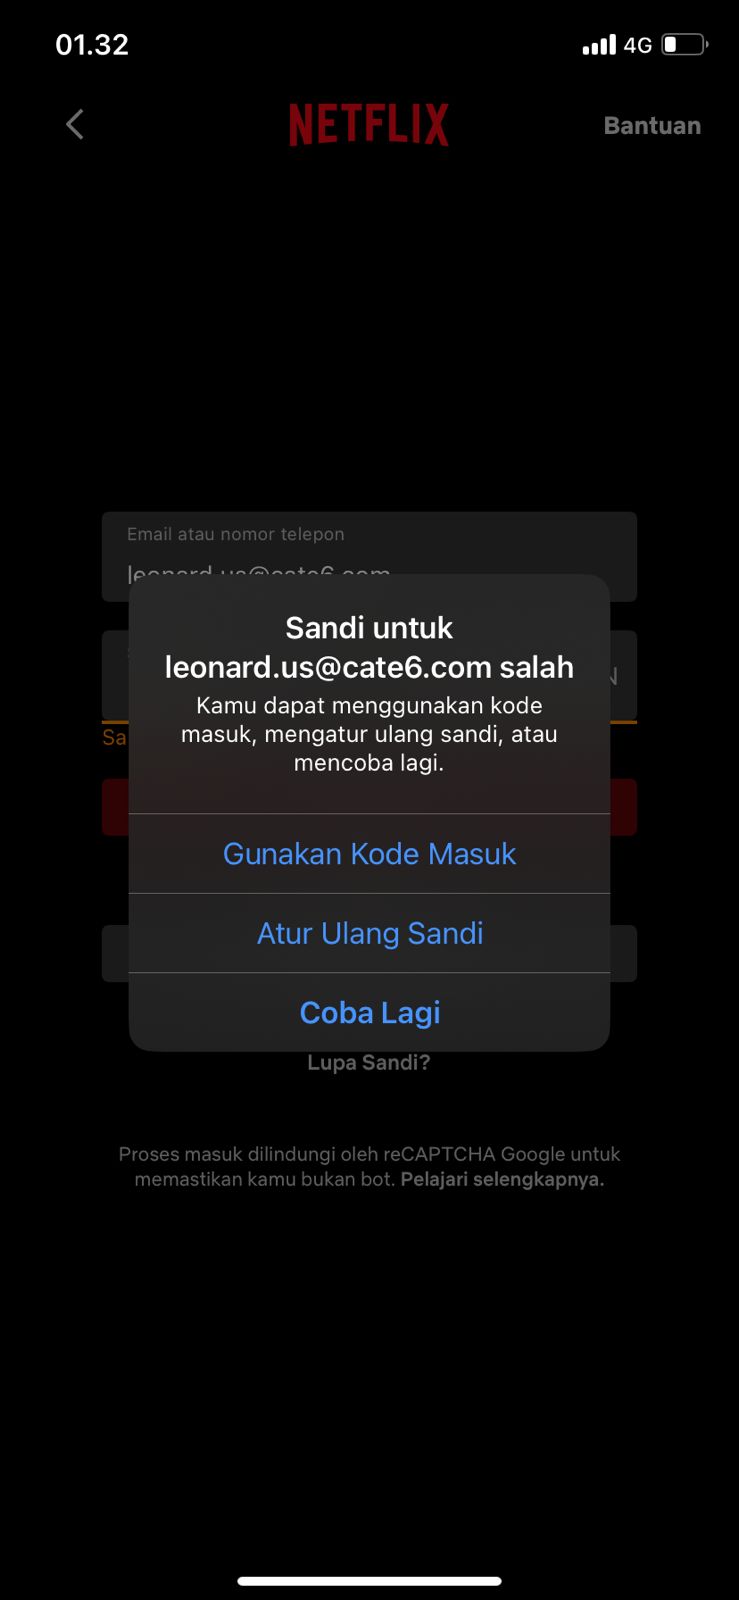 01.32
4G
NETFLIX
Bantuan
Email atau nomor telepon
leonard.us@cate6.com
Sandi untuk
leonard.us@cate6.com salah
Kamu dapat menggunakan kode
masuk, mengatur ulang sandi, atau
mencoba lagi.
Sa
Gunakan Kode Masuk
Atur Ulang Sandi
Coba Lagi
Lupa Sandi?
Proses masuk dilindungi oleh reCAPTCHA Google untuk
memastikan kamu bukan bot. Pelajari selengkapnya.